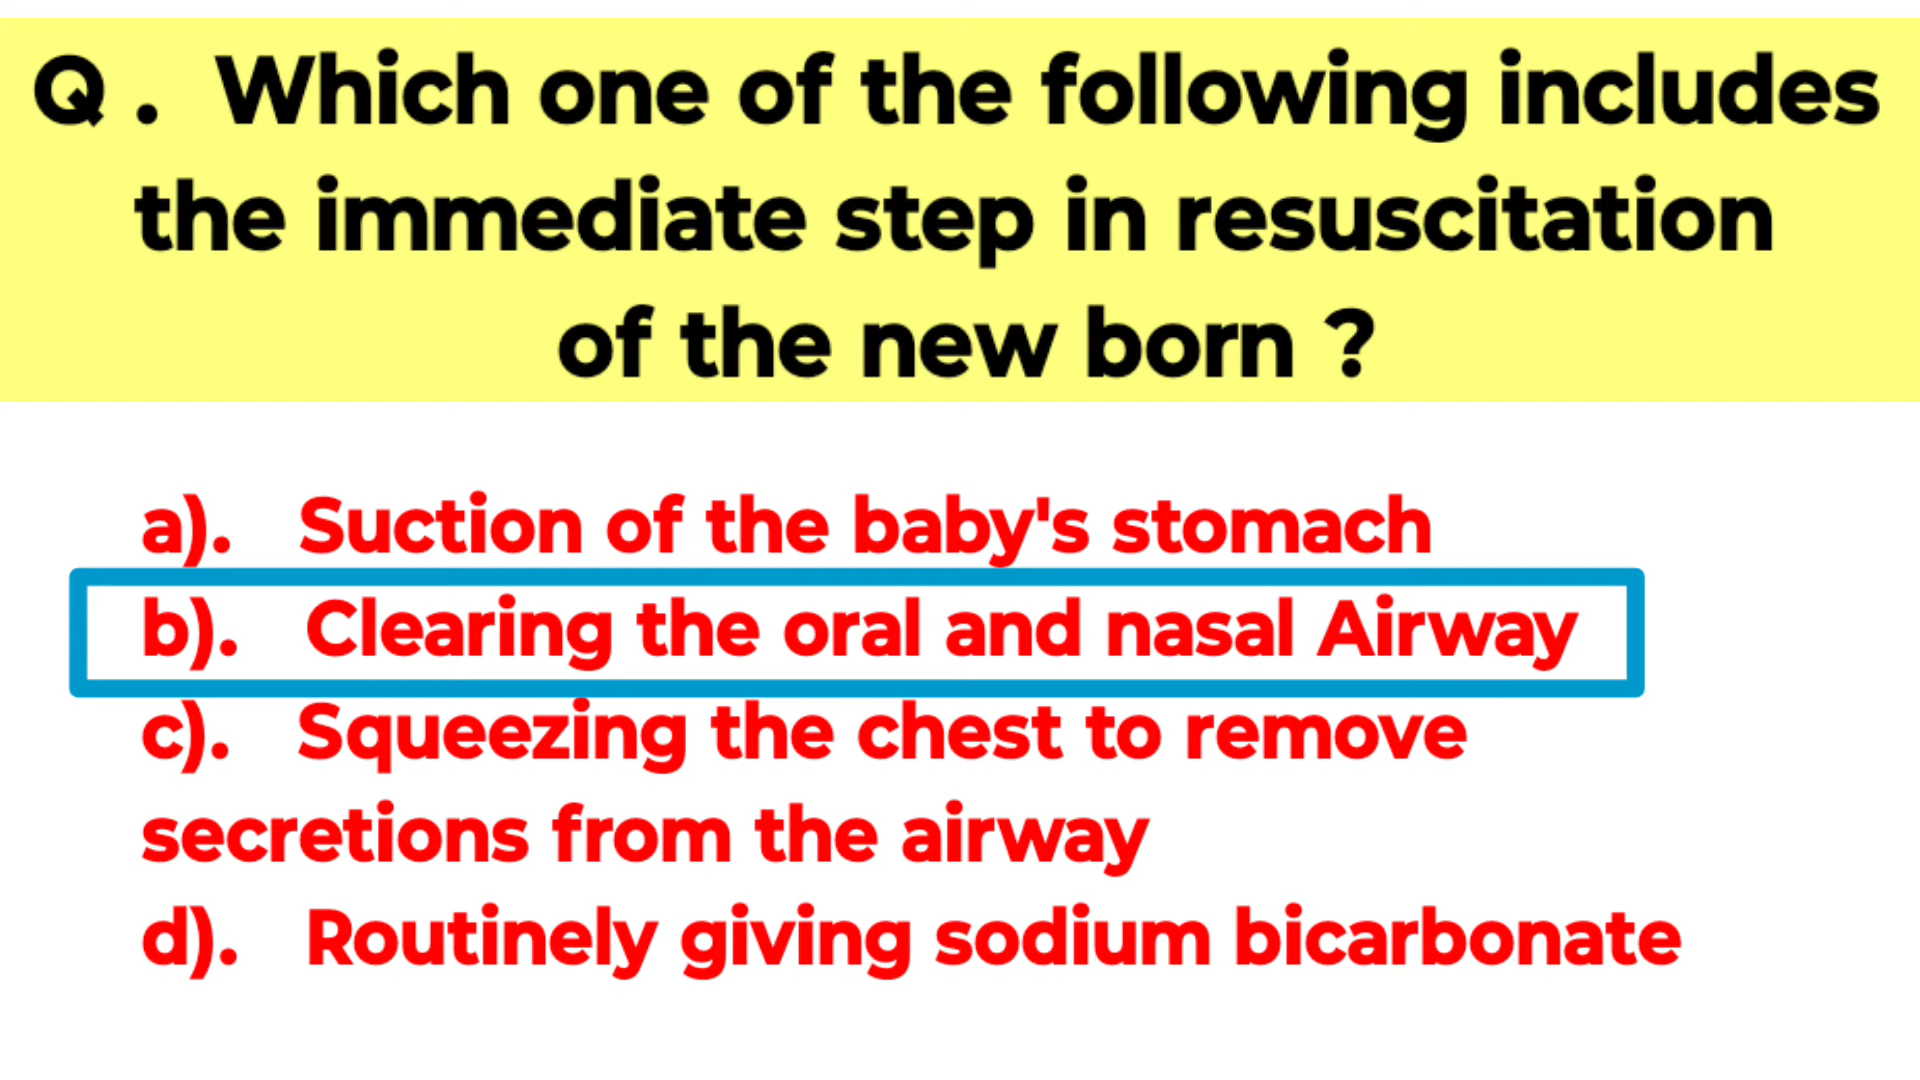 Q . Which one of the following includes
the immediate step in resuscitation
of the new born ?
a). Suction of the baby's stomach
b). Clearing the oral and nasal Airway
c). Squeezing the chest to remove
secretions from the airway
d). Routinely giving sodium bicarbonate